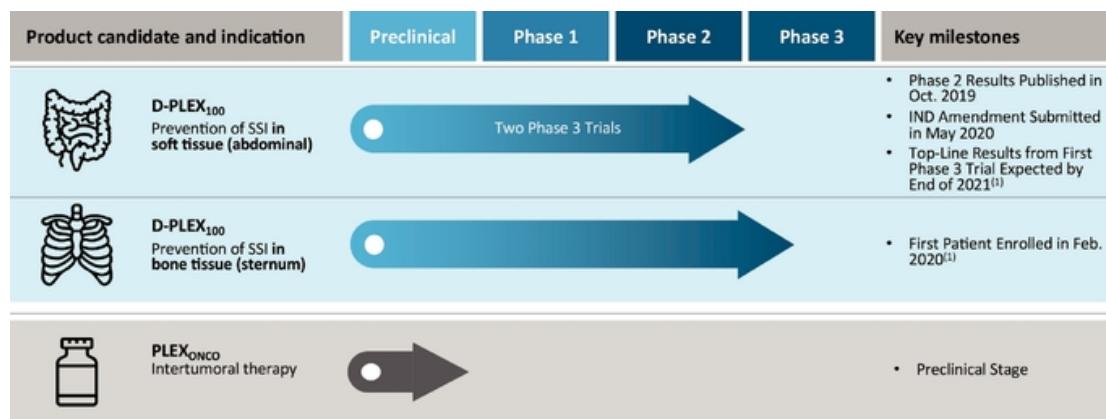 Product candidate and indication
Preclinical
Phase 1
Phase 2
Phase 3
Key milestones
D-PLEX100
Prevention of SSI in
soft tissue (abdominal)
Two Phase 3 Trials
• Phase 2 Results Published in
Oct. 2019
• IND Amendment Submitted
in May 2020
• Top-Line Results from First
Phase 3 Trial Expected by
End of 2021(1)
D-PLEX100
Prevention of SSI in
bone tissue (sternum)
• First Patient Enrolled in Feb.
2020(1)
PLEXONCO
Intertumoral therapy
• Preclinical Stage